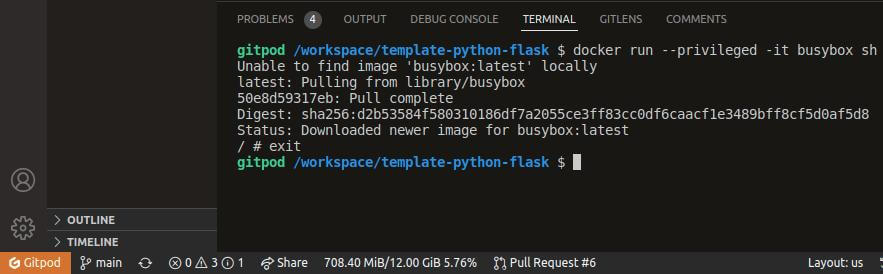 PROBLEMS 4 OUTPUT DEBUG CONSOLE TERMINAL GITLENS COMMENTS
gitpod /workspace/template-python-flask $ docker run --privileged -it busybox sh
Unable to find image 'busybox:latest' locally
latest: Pulling from library/busybox
50e8d59317eb: Pull complete
Digest: sha256:d2b53584f580310186df7a2055ce3ff83cc0df6caacf1e3489bff8cf5d0af5d8
Status: Downloaded newer image for busybox:latest
/ # exit
gitpod /workspace/template-python-flask $
OUTLINE
TIMELINE
Gitpod main 0 3 1 Share 708.40 MiB/12.00 GiB 5.76% Pull Request #6 Layout: us